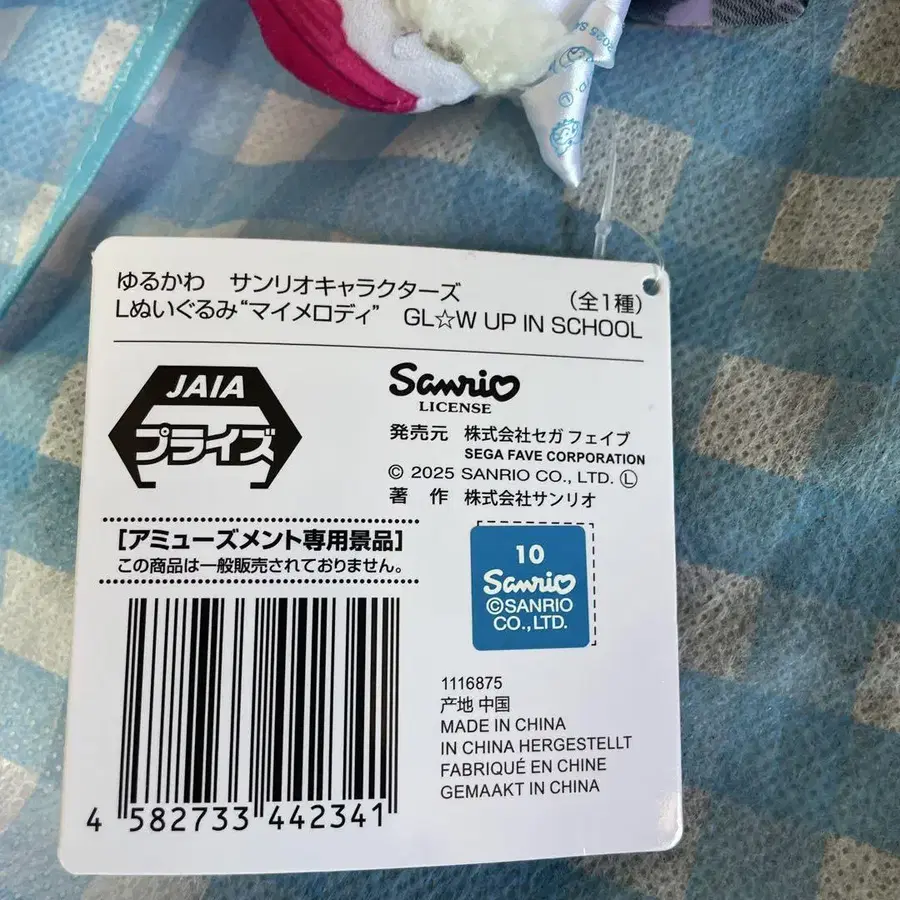 ゆるかわ サンリオキャラクターズ
Lぬいぐるみ“マイメロディ” GL☆W UP IN SCHOOL
(全1種)
JAIA
プライズ
Sanrio
LICENSE
発売元 株式会社セガ フェイブ
SEGA FAVE CORPORATION
© 2025 SANRIO CO., LTD. Ⓛ
著 作 株式会社サンリオ
[アミューズメント専用景品]
この商品は一般販売されておりません。
10
Sanrio
©SANRIO
CO.,LTD.
1116875
产地 中国
MADE IN CHINA
IN CHINA HERGESTELLT
FABRIQUÉ EN CHINE
GEMAAKT IN CHINA
4 582733 442341